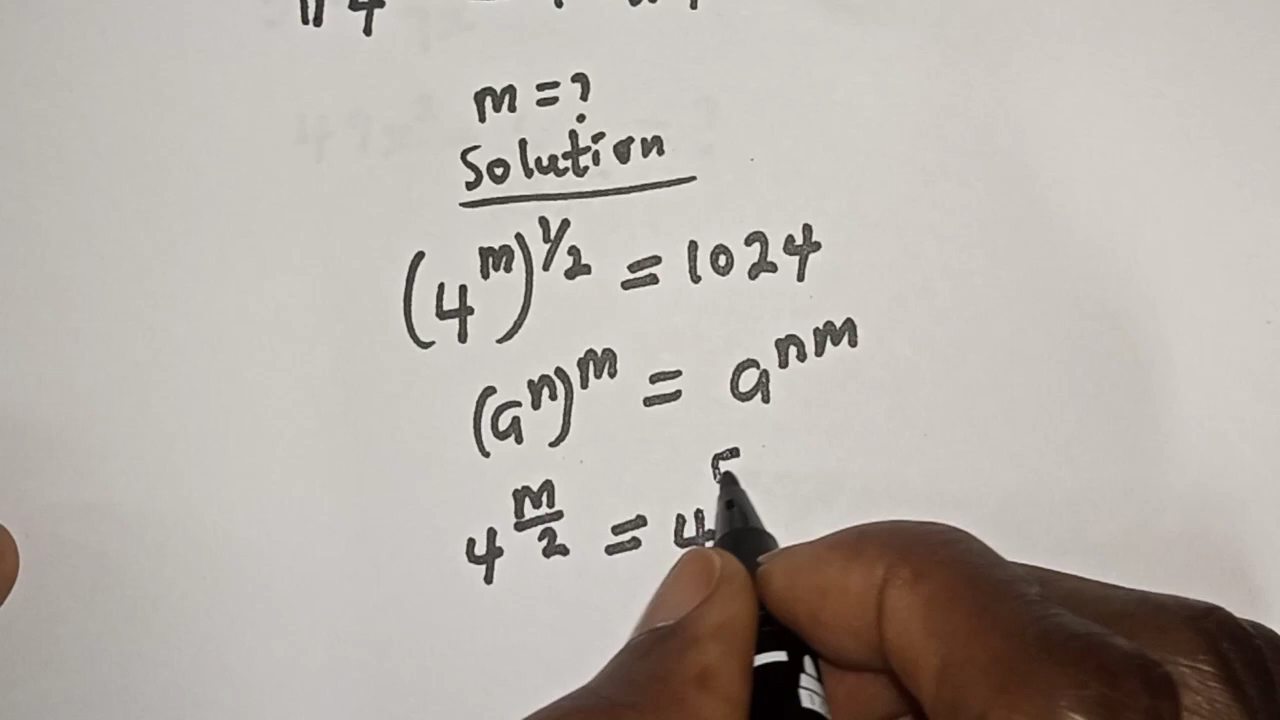 m = ?
Solution
(4^m)^1/2 = 1024
(a^n)^m = a^nm
4^m/2 = 4^5